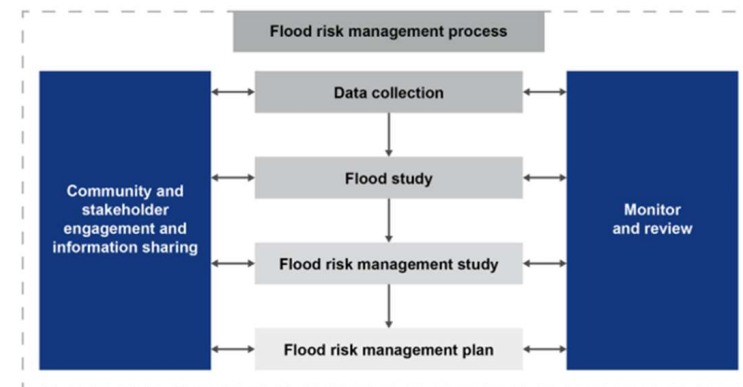 Flood risk management process
Data collection
Flood study
Community and
stakeholder
engagement and
information sharing
Monitor
and review
Flood risk management study
Flood risk management plan